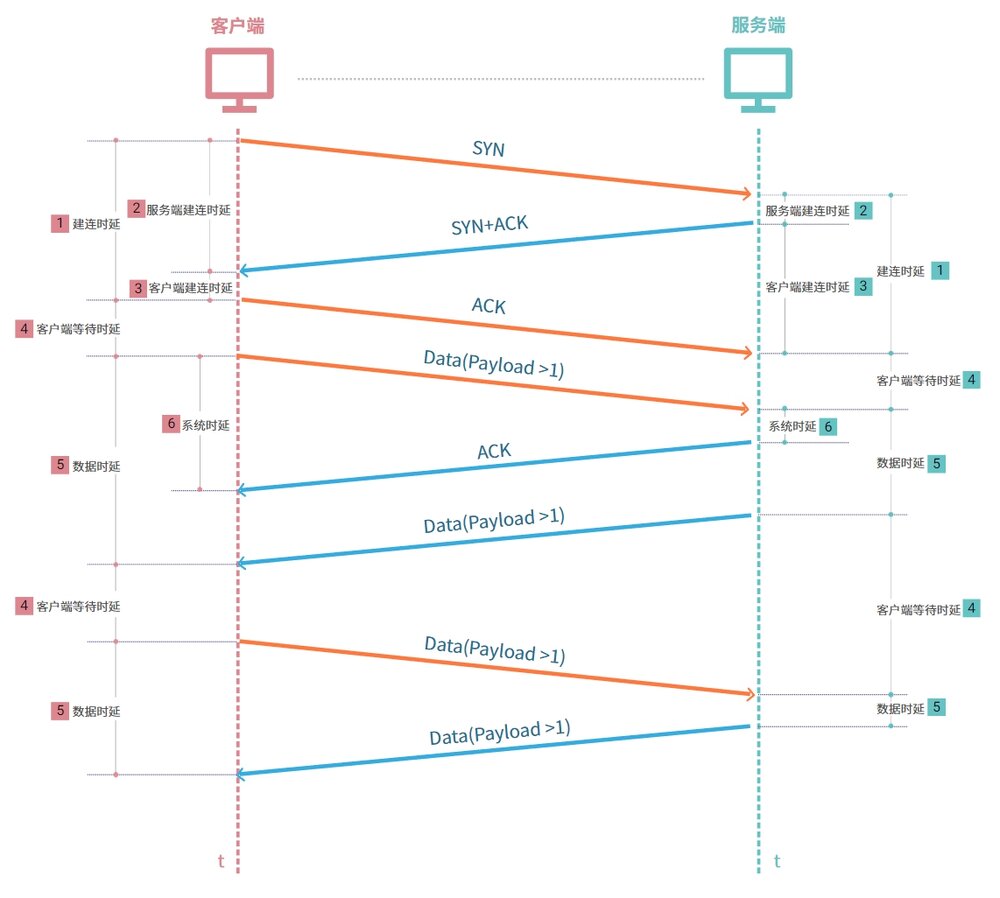 客户端
服务端
SYN
2 服务端建连时延
服务端建连时延 2
1 建连时延
SYN+ACK
建连时延 1
3 客户端建连时延
客户端建连时延 3
ACK
4 客户端等待时延
Data(Payload >1)
客户端等待时延 4
6 系统时延
系统时延 6
ACK
5 数据时延
数据时延 5
Data(Payload >1)
4 客户端等待时延
客户端等待时延 4
Data(Payload >1)
5 数据时延
数据时延 5
Data(Payload >1)
t
t